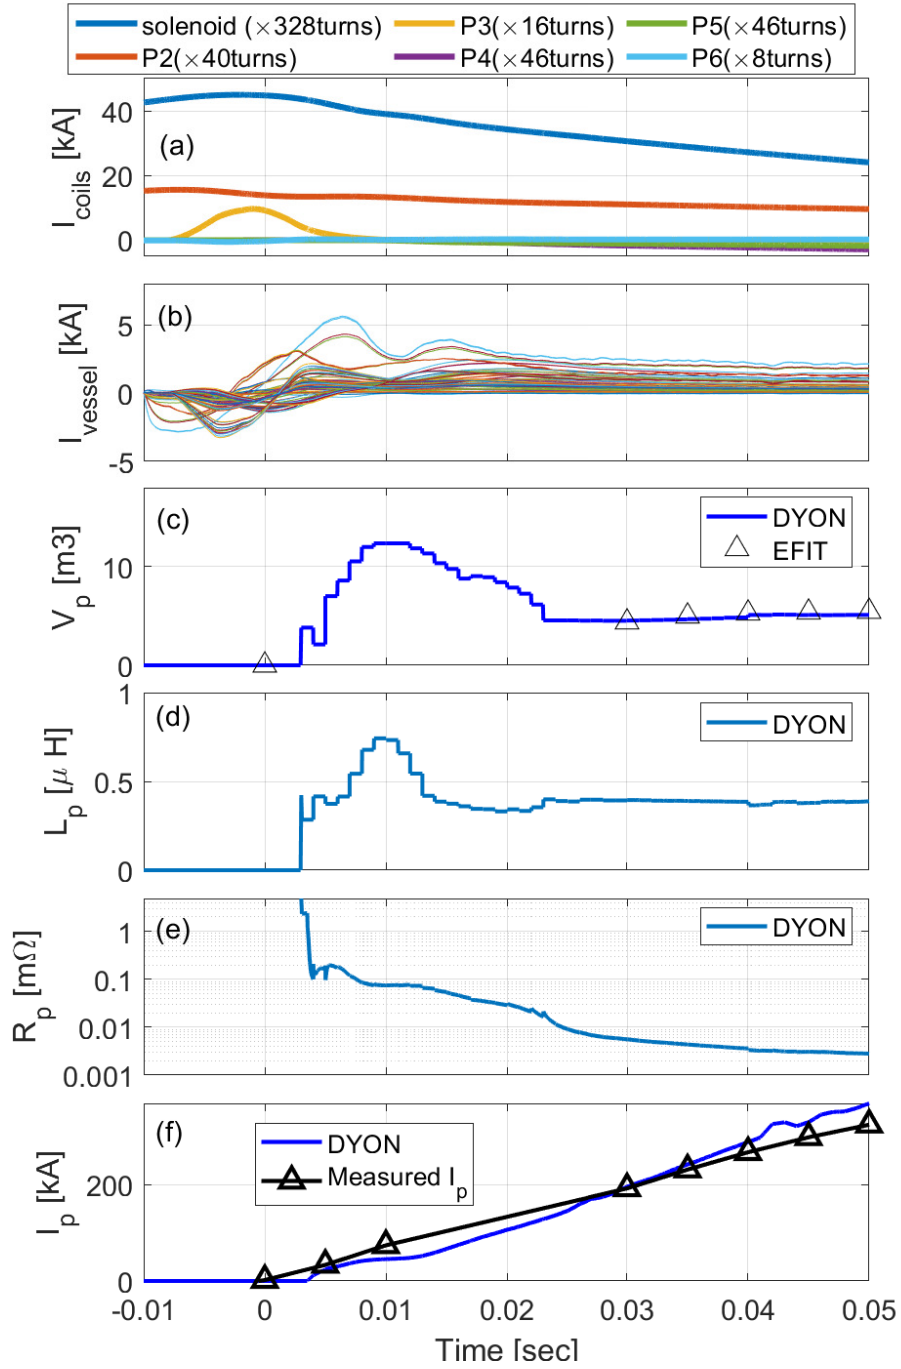 solenoid (×328turns) P3(×16turns) P5(×46turns)
P2(×40turns) P4(×46turns) P6(×8turns)
(a)
I_coils [kA]
40
20
0
(b)
I_vessel [kA]
5
0
-5
(c)
V_p [m3]
10
0
DYON
EFIT
(d)
L_p [μ H]
1
0.5
0
DYON
(e)
R_p [mΩ]
1
0.1
0.01
0.001
DYON
(f)
I_p [kA]
200
0
DYON
Measured I_p
-0.01 0 0.01 0.02 0.03 0.04 0.05
Time [sec]